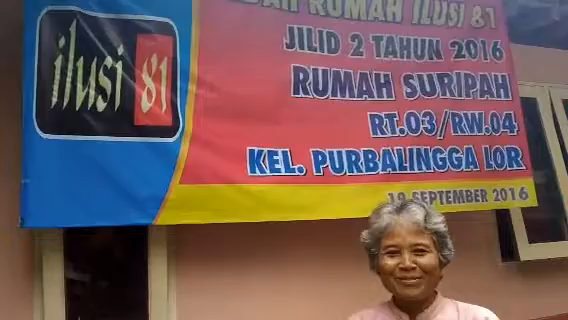 RUMAH ILUSI 81
JILID 2 TAHUN 2016
RUMAH SURIPAH
RT.03/RW.04
KEL. PURBALINGGA LOR
19 SEPTEMBER 2016
ilusi 81